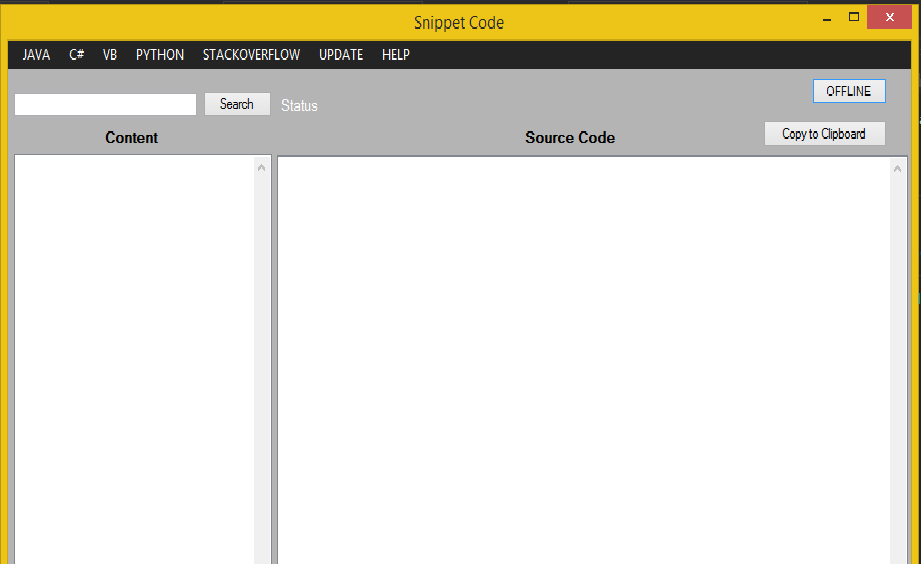 Snippet Code
JAVA C# VB PYTHON STACKOVERFLOW UPDATE HELP
OFFLINE
Search Status
Content Source Code Copy to Clipboard